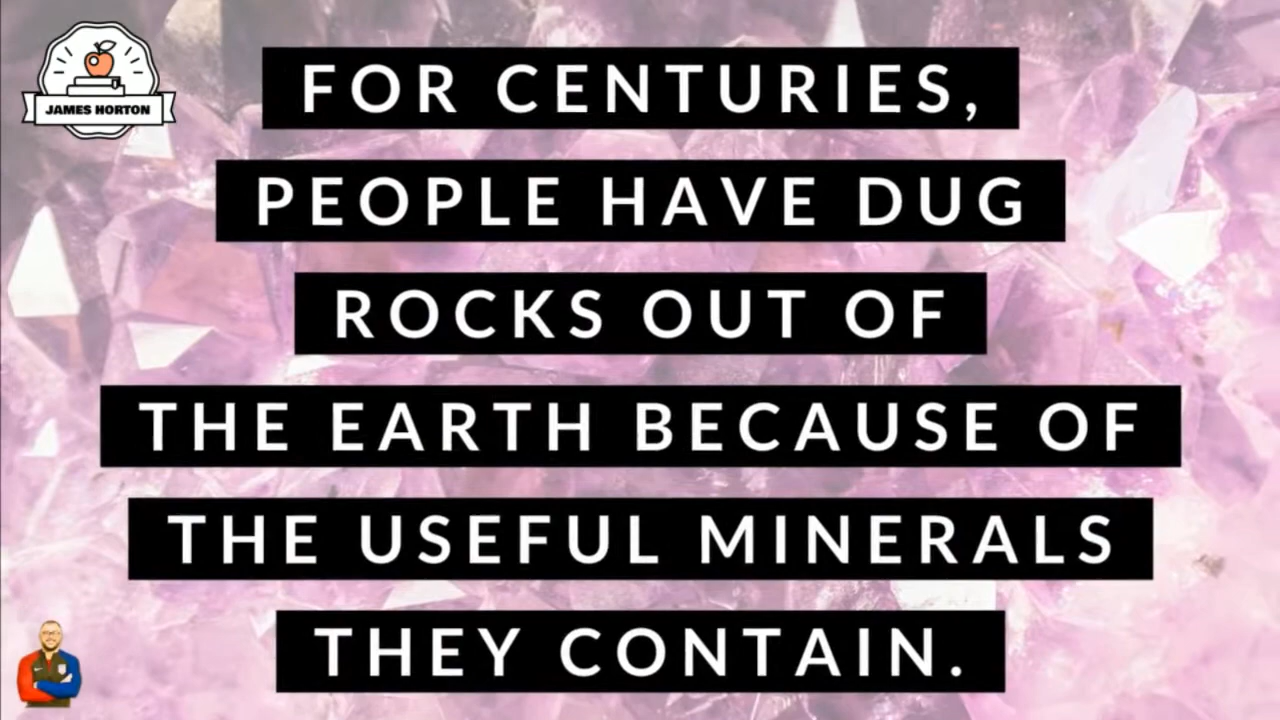 JAMES HORTON
FOR CENTURIES,
PEOPLE HAVE DUG
ROCKS OUT OF
THE EARTH BECAUSE OF
THE USEFUL MINERALS
THEY CONTAIN.